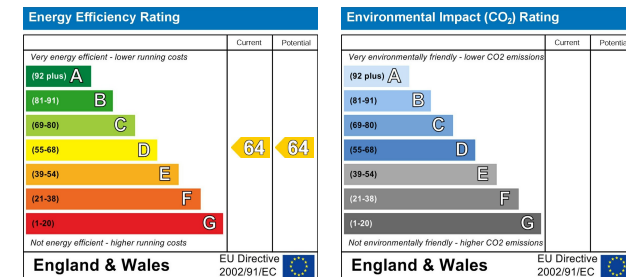 Energy Efficiency Rating
Current Potential
Very energy efficient - lower running costs
(92 plus) A
(81-91) B
(69-80) C
(55-68) D 64 64
(39-54) E
(21-38) F
(1-20) G
Not energy efficient - higher running costs
England & Wales
EU Directive
2002/91/EC
Environmental Impact (CO₂) Rating
Current Potential
Very environmentally friendly - lower CO2 emissions
(92 plus) A
(81-91) B
(69-80) C
(55-68) D
(39-54) E
(21-38) F
(1-20) G
Not environmentally friendly - higher CO2 emissions
England & Wales
EU Directive
2002/91/EC